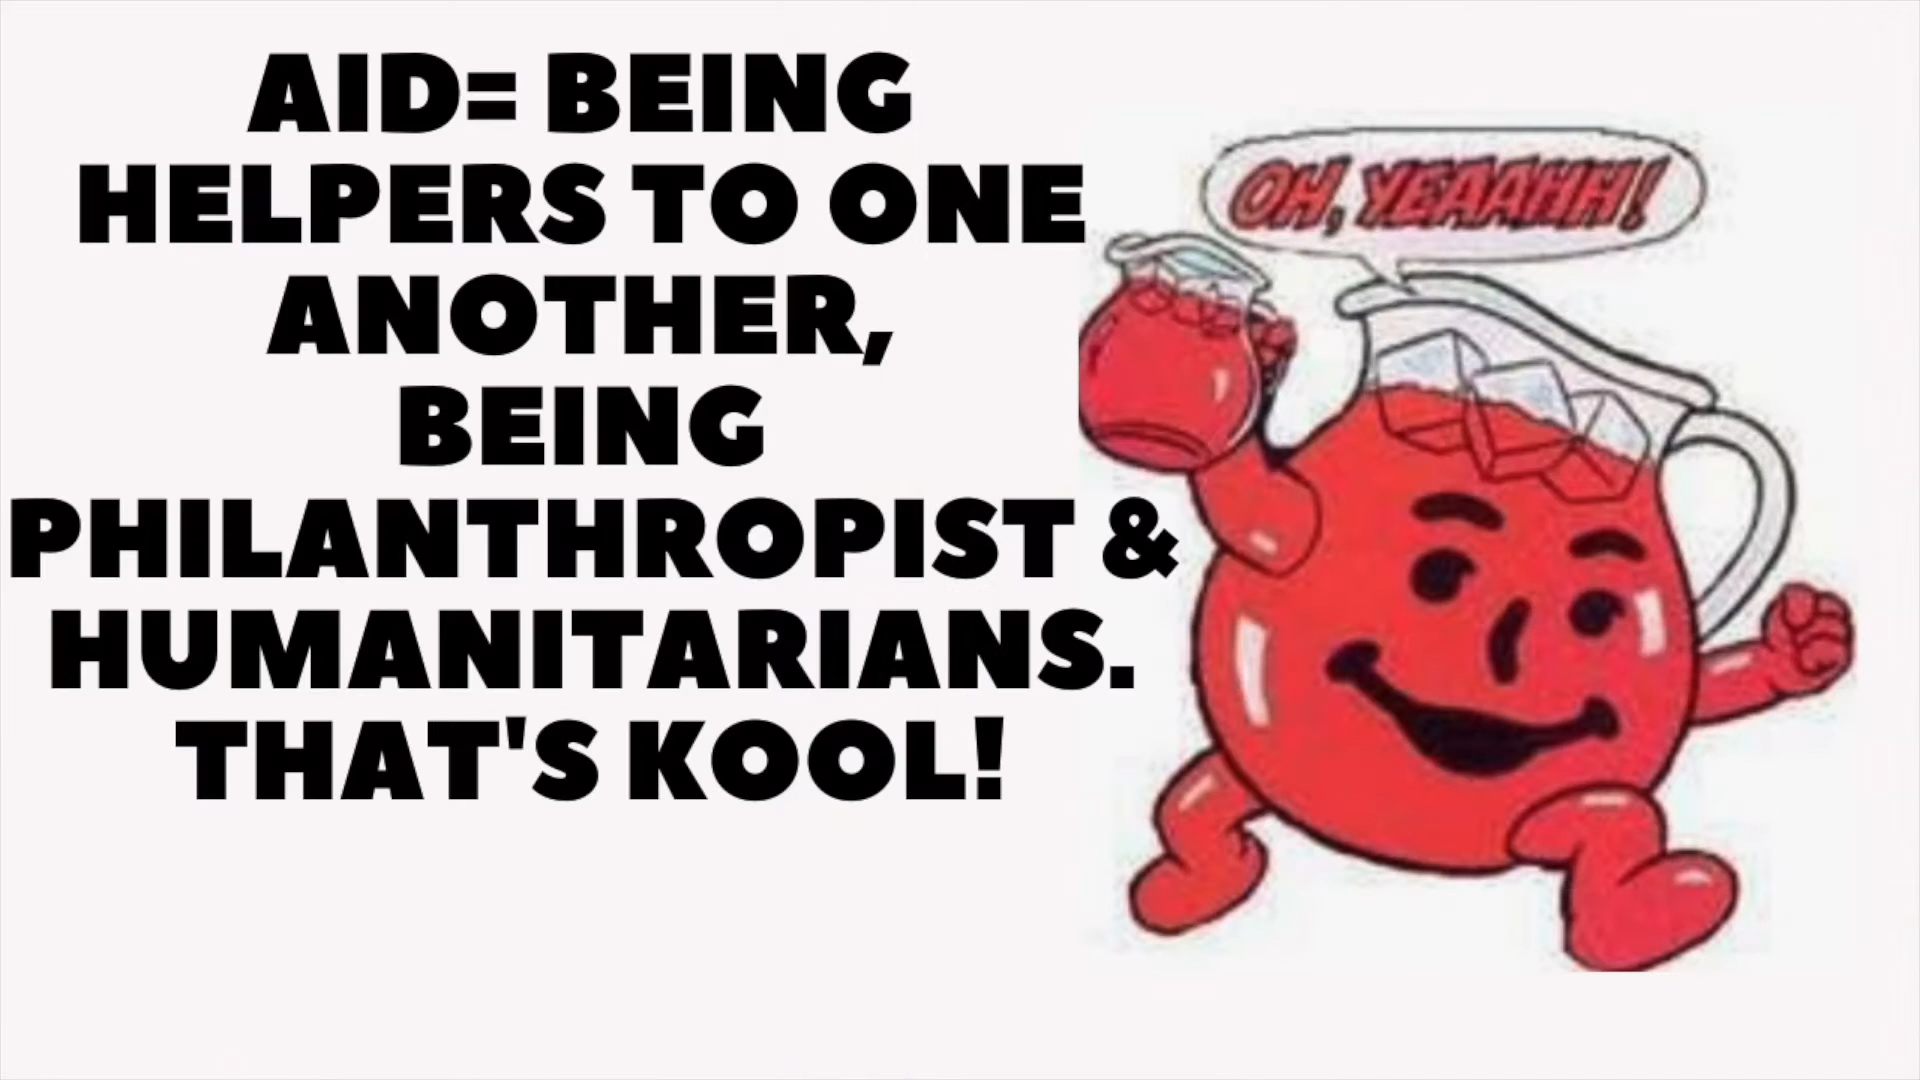 AID= BEING
HELPERS TO ONE
ANOTHER,
BEING
PHILANTHROPIST &
HUMANITARIANS.
THAT'S KOOL!
OH, YEAAHH!